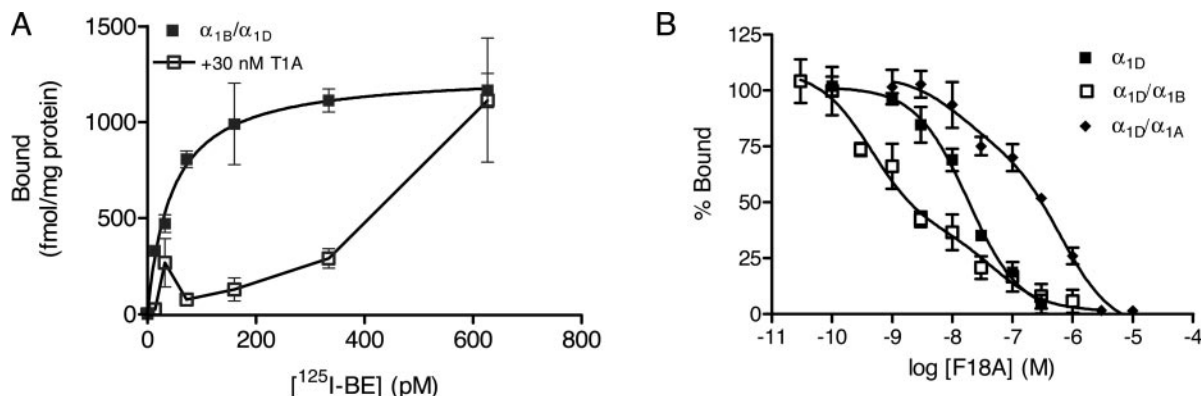 A
1500
1000
500
0
Bound
(fmol/mg protein)
α1B/α1D
+30 nM T1A
0 200 400 600 800
[¹²⁵I-BE] (pM)
B
125
100
75
50
25
0
% Bound
α1D
α1D/α1B
α1D/α1A
-11 -10 -9 -8 -7 -6 -5 -4
log [F18A] (M)